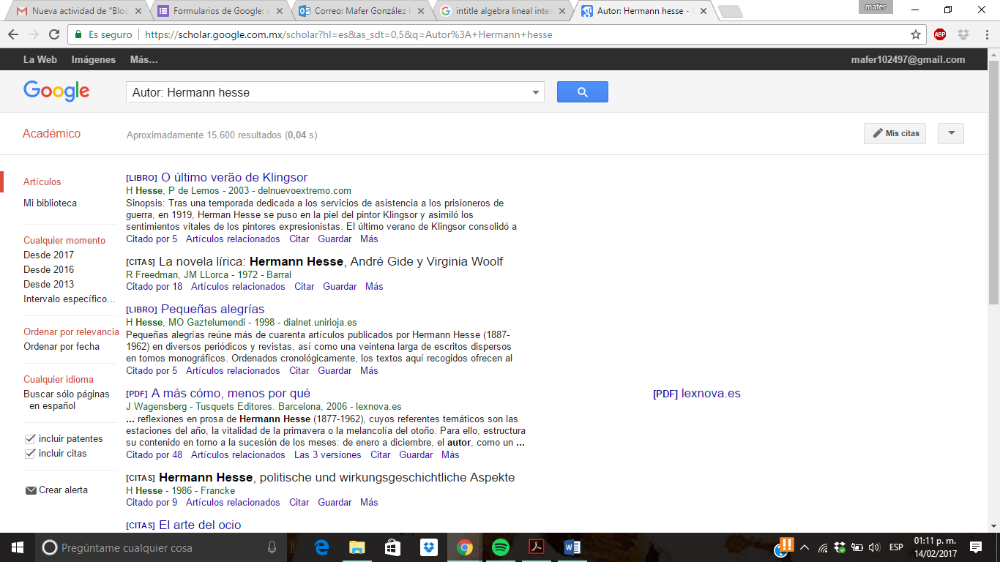 Nueva actividad de "Bloc
Formularios de Google: c
Correo: Mafer González R
intitle algebra lineal intex
Autor: Hermann hesse - G
mafer
Es seguro
https://scholar.google.com.mx/scholar?hl=es&as_sdt=0,5&q=Autor%3A+Hermann+hesse
ABP
La Web Imágenes Más...
mafer102497@gmail.com
Google
Autor: Hermann hesse
Académico
Aproximadamente 15.600 resultados (0,04 s)
Mis citas
Artículos
Mi biblioteca
Cualquier momento
Desde 2017
Desde 2016
Desde 2013
Intervalo específico...
Ordenar por relevancia
Ordenar por fecha
Cualquier idioma
Buscar sólo páginas
en español
incluir patentes
incluir citas
Crear alerta
[LIBRO] O último verão de Klingsor
H Hesse, P de Lemos - 2003 - delnuevoextremo.com
Sinopsis: Tras una temporada dedicada a los servicios de asistencia a los prisioneros de
guerra, en 1919, Herman Hesse se puso en la piel del pintor Klingsor y asimiló los
sentimientos vitales de los pintores expresionistas. El último verano de Klingsor consolidó a
Citado por 5 Artículos relacionados Citar Guardar Más
[CITAS] La novela lírica: Hermann Hesse, André Gide y Virginia Woolf
R Freedman, JM LLorca - 1972 - Barral
Citado por 18 Artículos relacionados Citar Guardar Más
[LIBRO] Pequeñas alegrías
H Hesse, MO Gaztelumendi - 1998 - dialnet.unirioja.es
Pequeñas alegrías reúne más de cuarenta artículos publicados por Hermann Hesse (1887-
1962) en diversos periódicos y revistas, así como una veintena larga de escritos dispersos
en tomos monográficos. Ordenados cronológicamente, los textos aquí recogidos ofrecen al
Citado por 5 Artículos relacionados Citar Guardar Más
[PDF] A más cómo, menos por qué
[PDF] lexnova.es
J Wagensberg - Tusquets Editores. Barcelona, 2006 - lexnova.es
... reflexiones en prosa de Hermann Hesse (1877-1962), cuyos referentes temáticos son las
estaciones del año, la vitalidad de la primavera o la melancolía del otoño. Para ello, estructura
su contenido en torno a la sucesión de los meses: de enero a diciembre, el autor, como un ...
Citado por 48 Artículos relacionados Las 3 versiones Citar Guardar Más
[CITAS] Hermann Hesse, politische und wirkungsgeschichtliche Aspekte
H Hesse - 1986 - Francke
Citado por 9 Artículos relacionados Citar Guardar Más
[CITAS] El arte del ocio
Pregúntame cualquier cosa
ESP
01:11 p. m.
14/02/2017